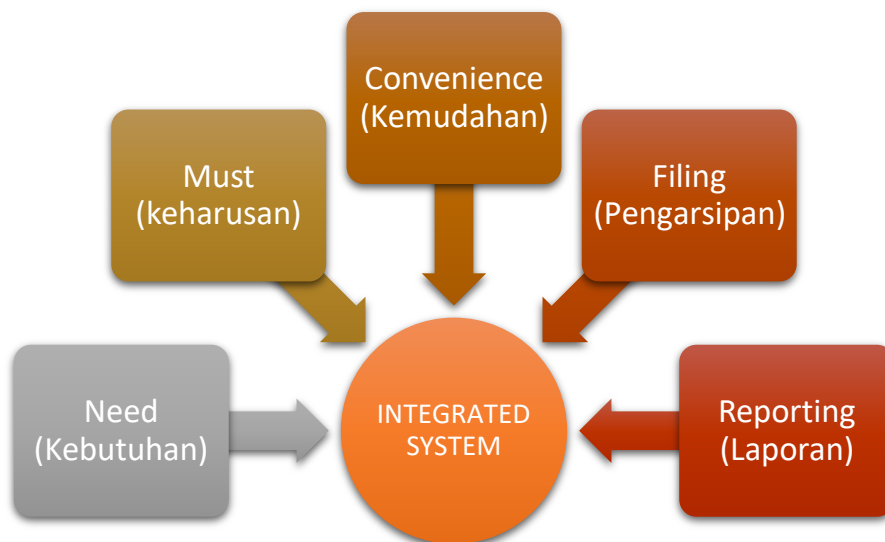 Convenience
(Kemudahan)
Must
(keharusan)
Filing
(Pengarsipan)
Need
(Kebutuhan)
INTEGRATED
SYSTEM
Reporting
(Laporan)